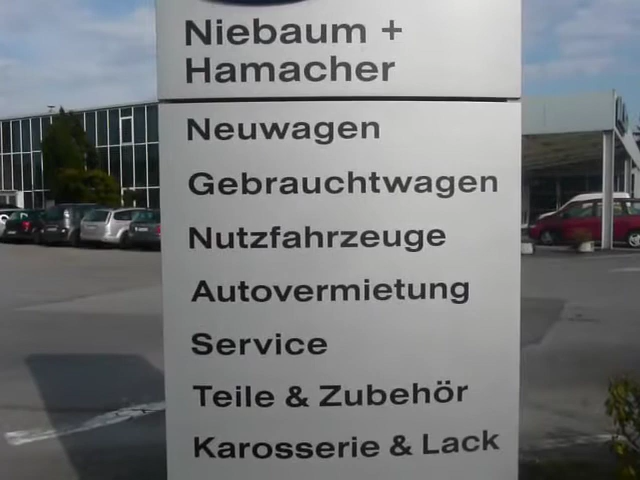 Niebaum +
Hamacher
Neuwagen
Gebrauchtwagen
Nutzfahrzeuge
Autovermietung
Service
Teile & Zubehör
Karosserie & Lack